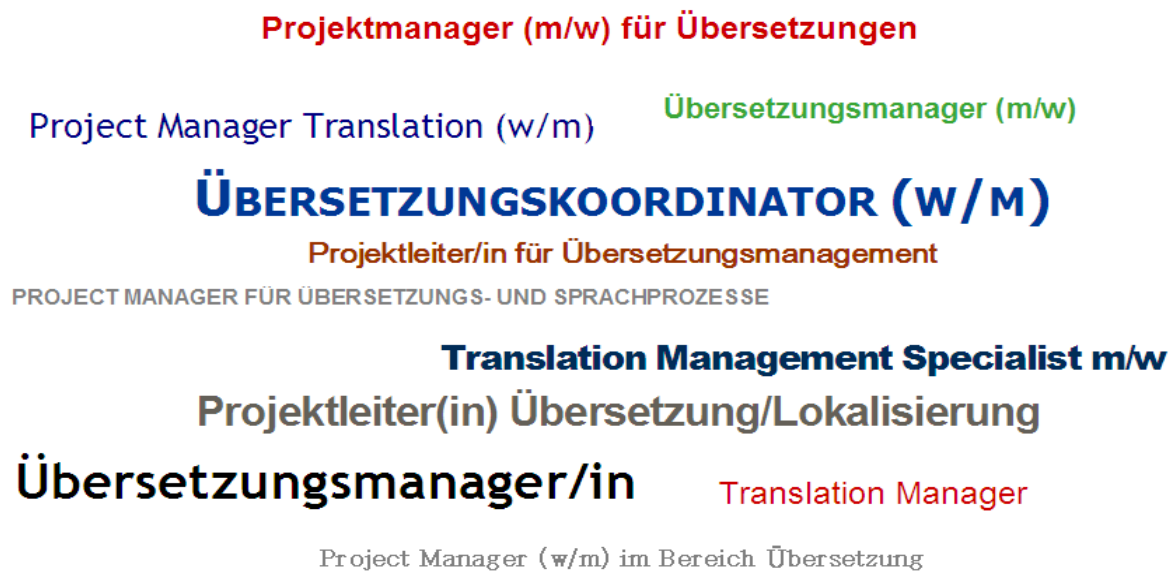 Projektmanager (m/w) für Übersetzungen
Übersetzungsmanager (m/w)
Project Manager Translation (w/m)
ÜBERSETZUNGSKOORDINATOR (W/M)
Projektleiter/in für Übersetzungsmanagement
PROJECT MANAGER FÜR ÜBERSETZUNGS- UND SPRACHPROZESSE
Translation Management Specialist m/w
Projektleiter(in) Übersetzung/Lokalisierung
Übersetzungsmanager/in
Translation Manager
Project Manager (w/m) im Bereich Übersetzung